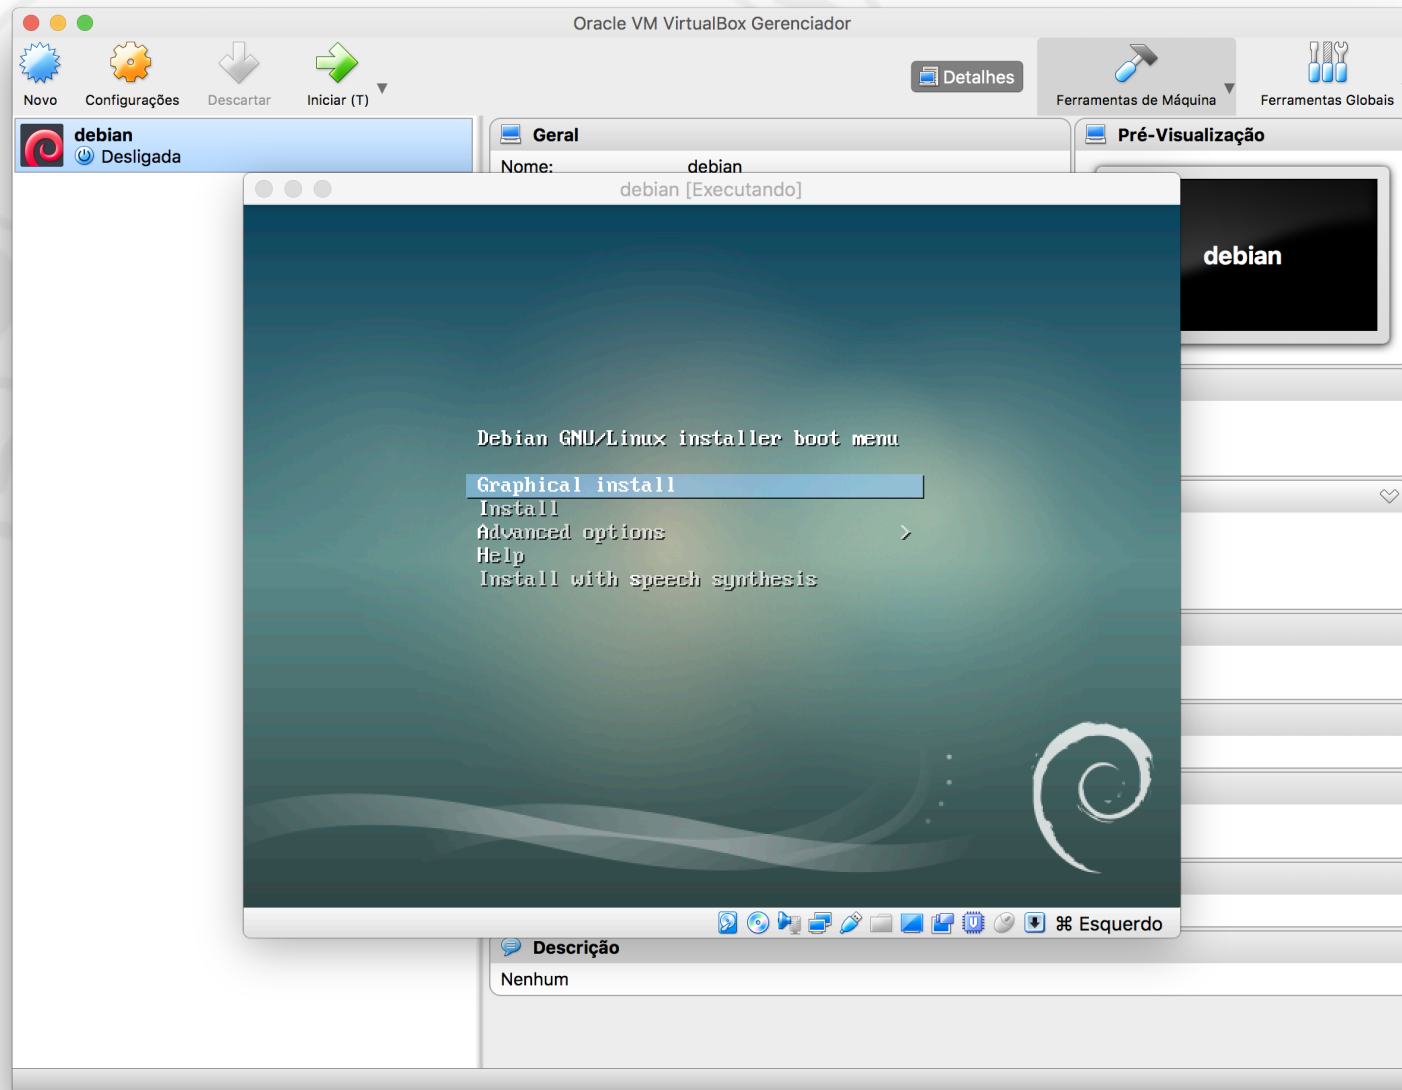 Oracle VM VirtualBox Gerenciador
Novo
Configurações
Descartar
Iniciar (T)
Detalhes
Ferramentas de Máquina
Ferramentas Globais
debian
Desligada
Geral
Nome: debian
Pré-Visualização
debian
debian [Executando]
Debian GNU/Linux installer boot menu
Graphical install
Install
Advanced options >
Help
Install with speech synthesis
⌘ Esquerdo
Descrição
Nenhum